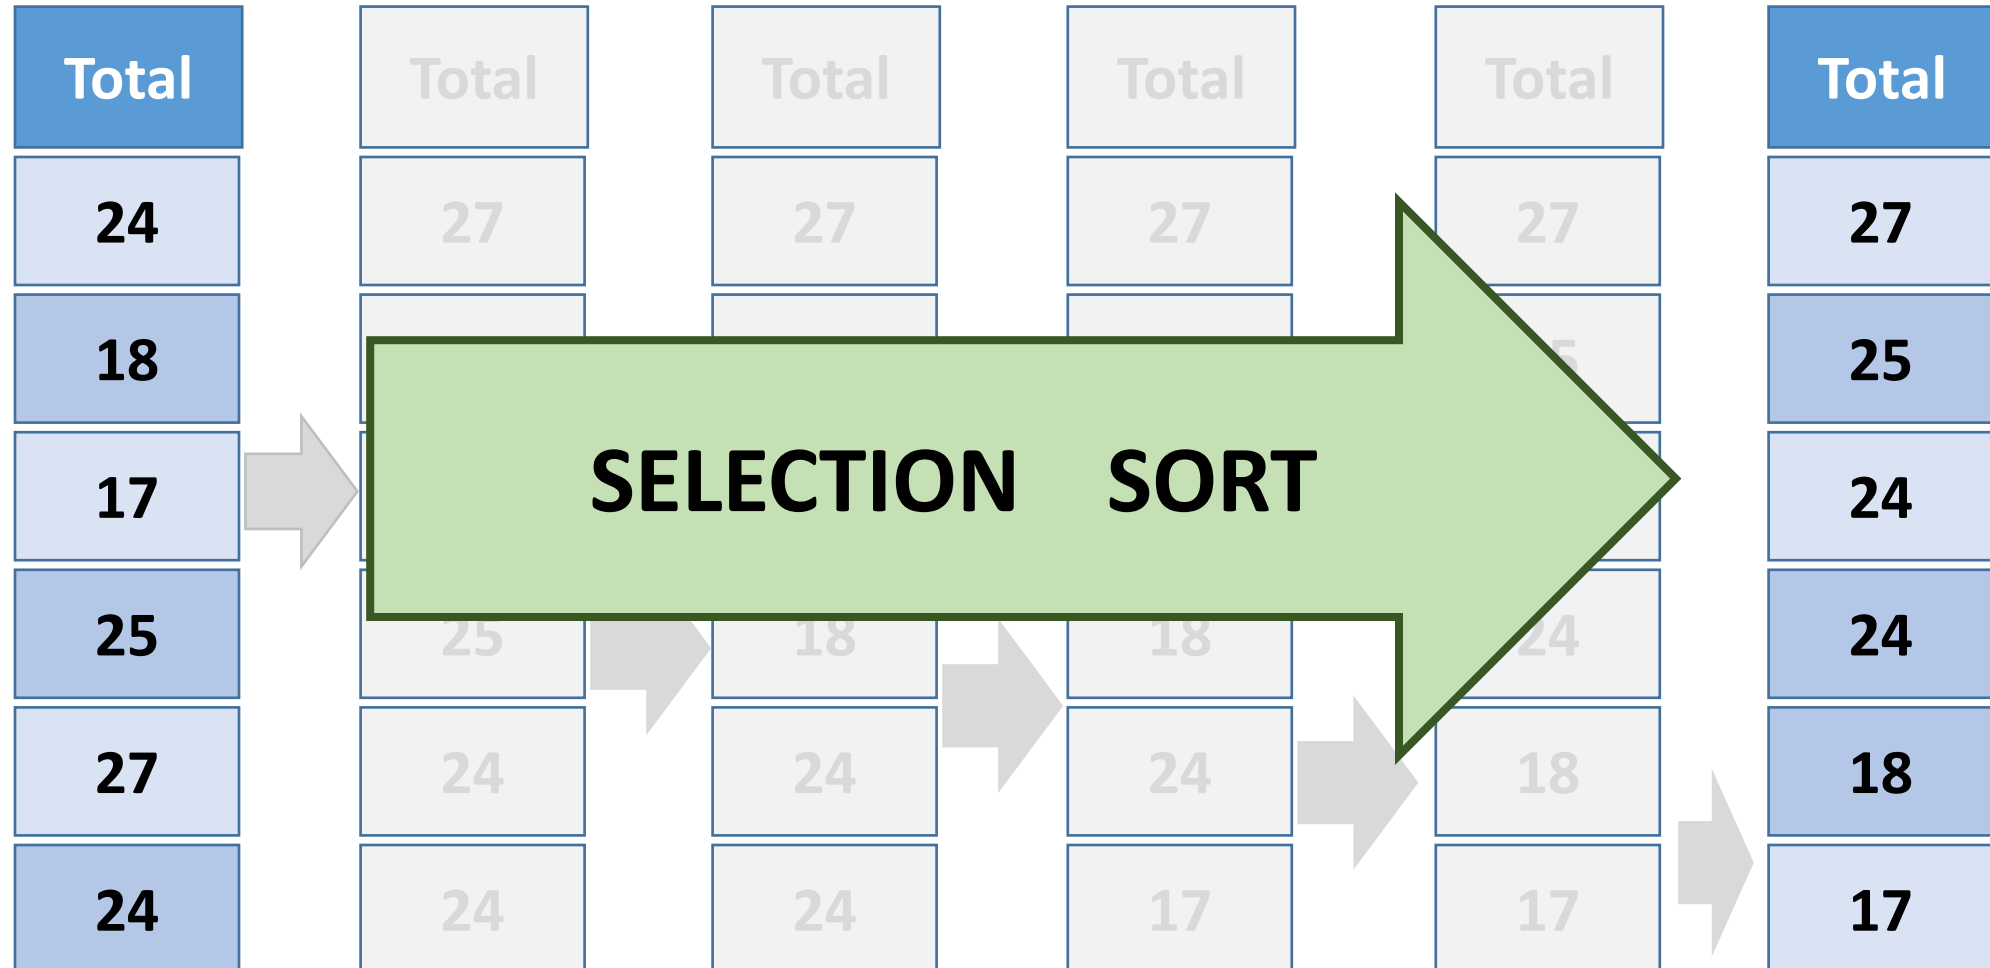 Total Total Total Total Total Total
24 27 27 27 27 27
18 25
17 SELECTION SORT 24
25 25 18 18 24 24
27 24 24 24 18 18
24 24 24 17 17 17